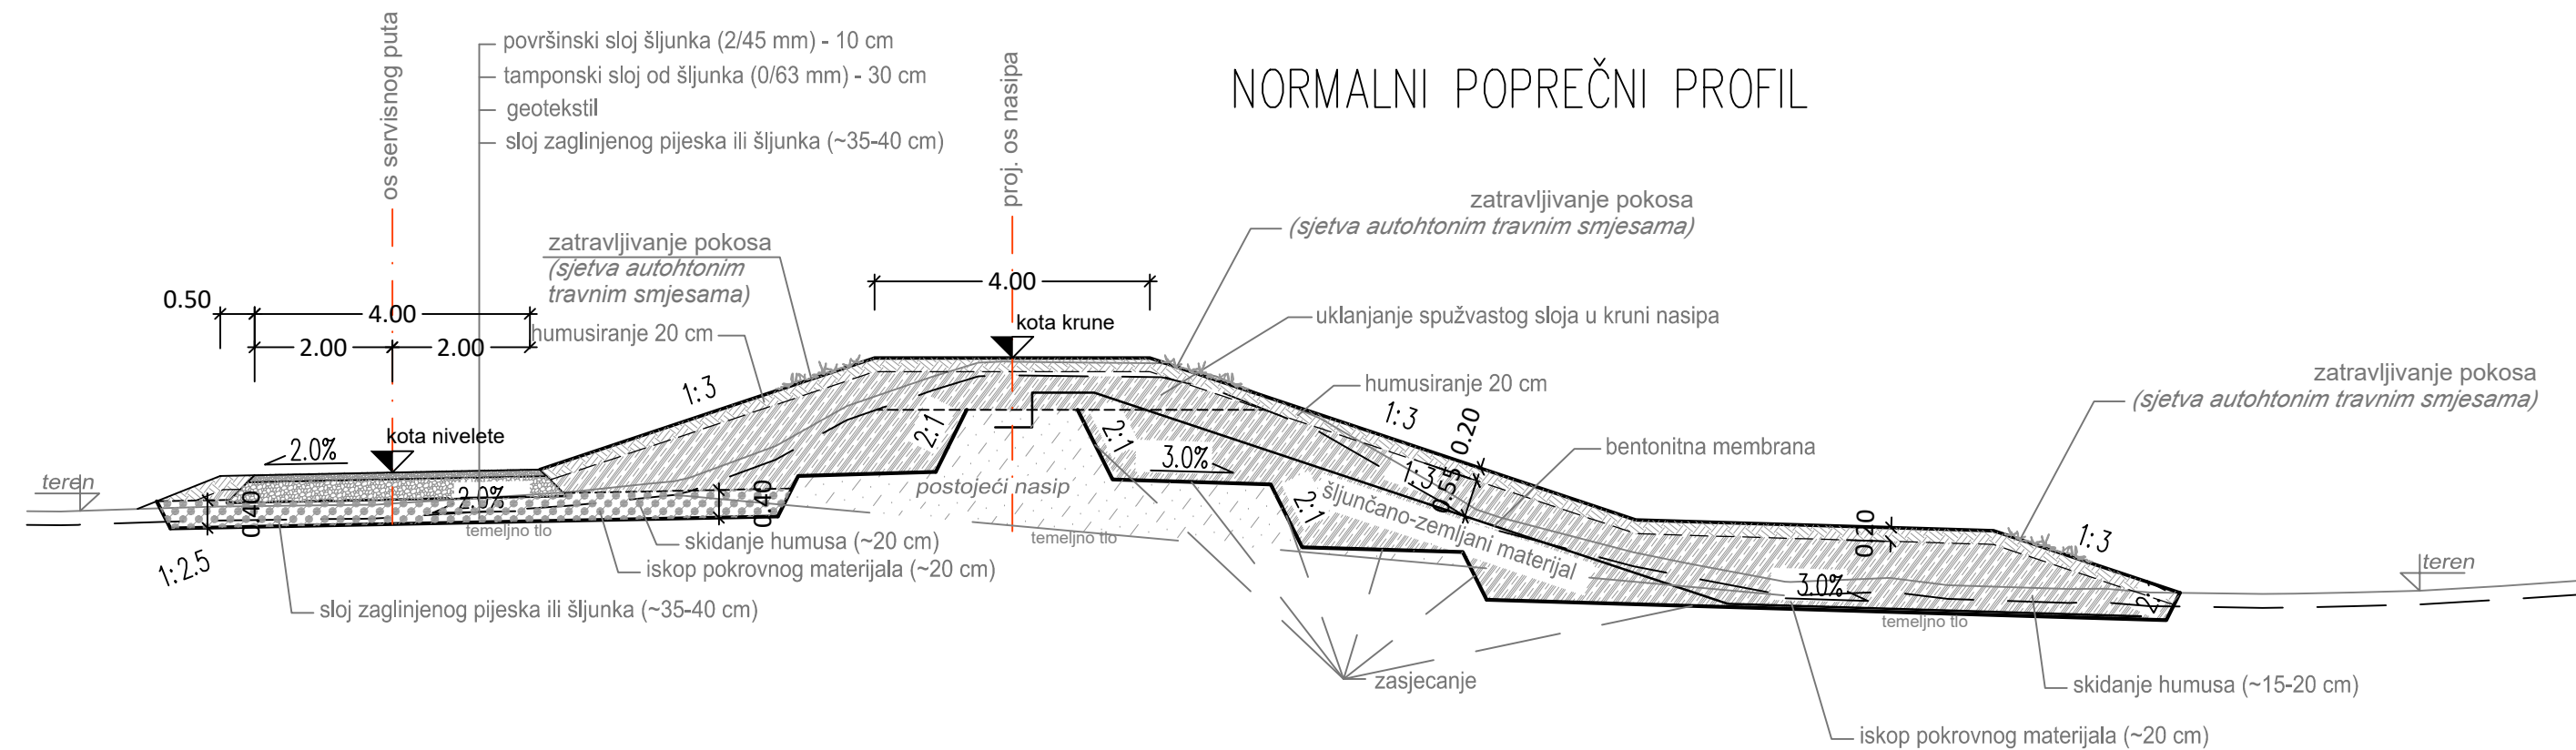 NORMALNI POPREČNI PROFIL
os servisnog puta
površinski sloj šljunka (2/45 mm) - 10 cm
tamponski sloj od šljunka (0/63 mm) - 30 cm
geotekstil
sloj zaglinjenog pijeska ili šljunka (~35-40 cm)
proj. os nasipa
zatravljivanje pokosa
(sjetva autohtonim travnim smjesama)
zatravljivanje pokosa
(sjetva autohtonim
travnim smjesama)
0.50
4.00
2.00
2.00
4.00
kota krune
uklanjanje spužvastog sloja u kruni nasipa
humusiranje 20 cm
humusiranje 20 cm
zatravljivanje pokosa
(sjetva autohtonim travnim smjesama)
1:3
1:3
0.20
kota nivelete
2.0%
2:1
2:1
3.0%
bentonitna membrana
teren
postojeći nasip
1:3
0.55
šljunčano-zemljani materijal
2.0%
0.40
0.40
2:1
0.20
1:3
temeljno tlo
temeljno tlo
skidanje humusa (~20 cm)
iskop pokrovnog materijala (~20 cm)
1:2.5
sloj zaglinjenog pijeska ili šljunka (~35-40 cm)
3.0%
2:1
teren
temeljno tlo
zasjecanje
skidanje humusa (~15-20 cm)
iskop pokrovnog materijala (~20 cm)